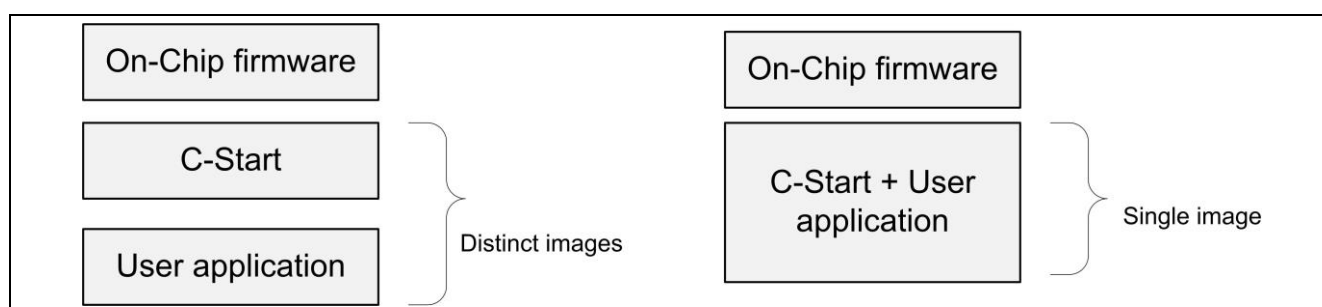 On-Chip firmware
C-Start
User application
Distinct images
On-Chip firmware
C-Start + User
application
Single image